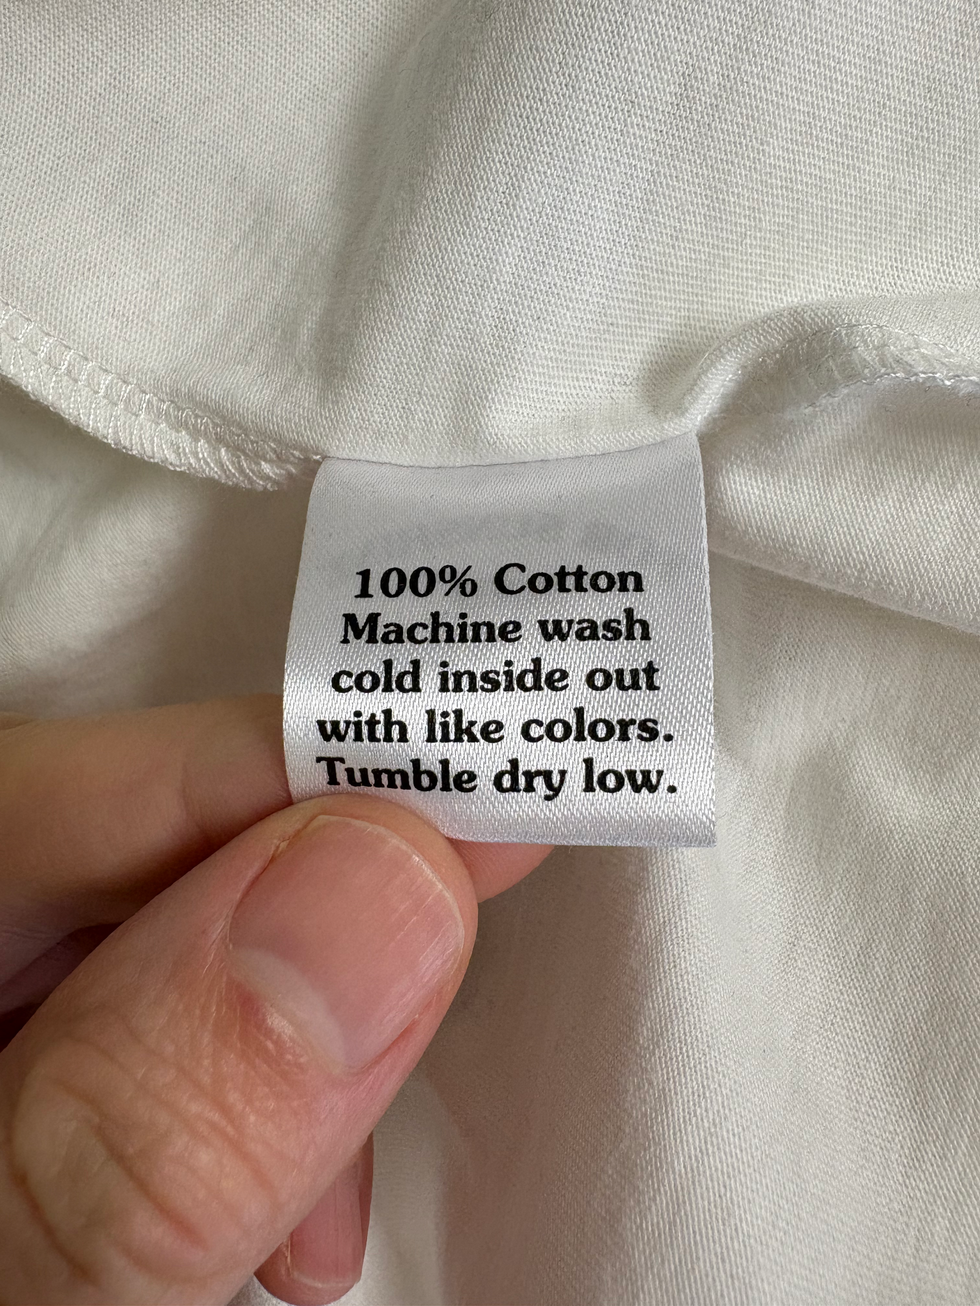 100% Cotton
Machine wash
cold inside out
with like colors.
Tumble dry low.